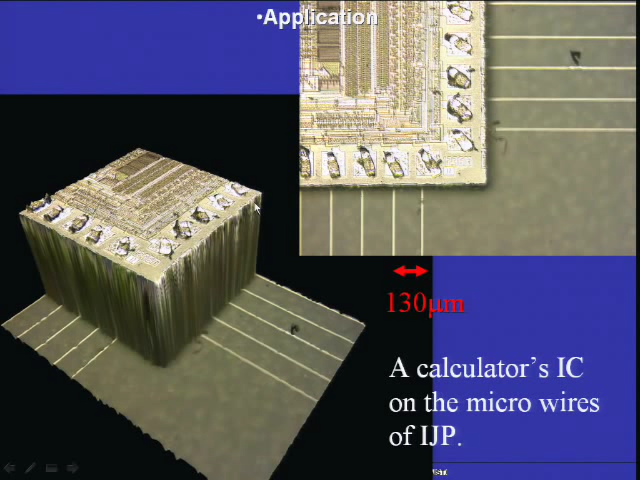 •Application
130µm
A calculator's IC
on the micro wires
of IJP.